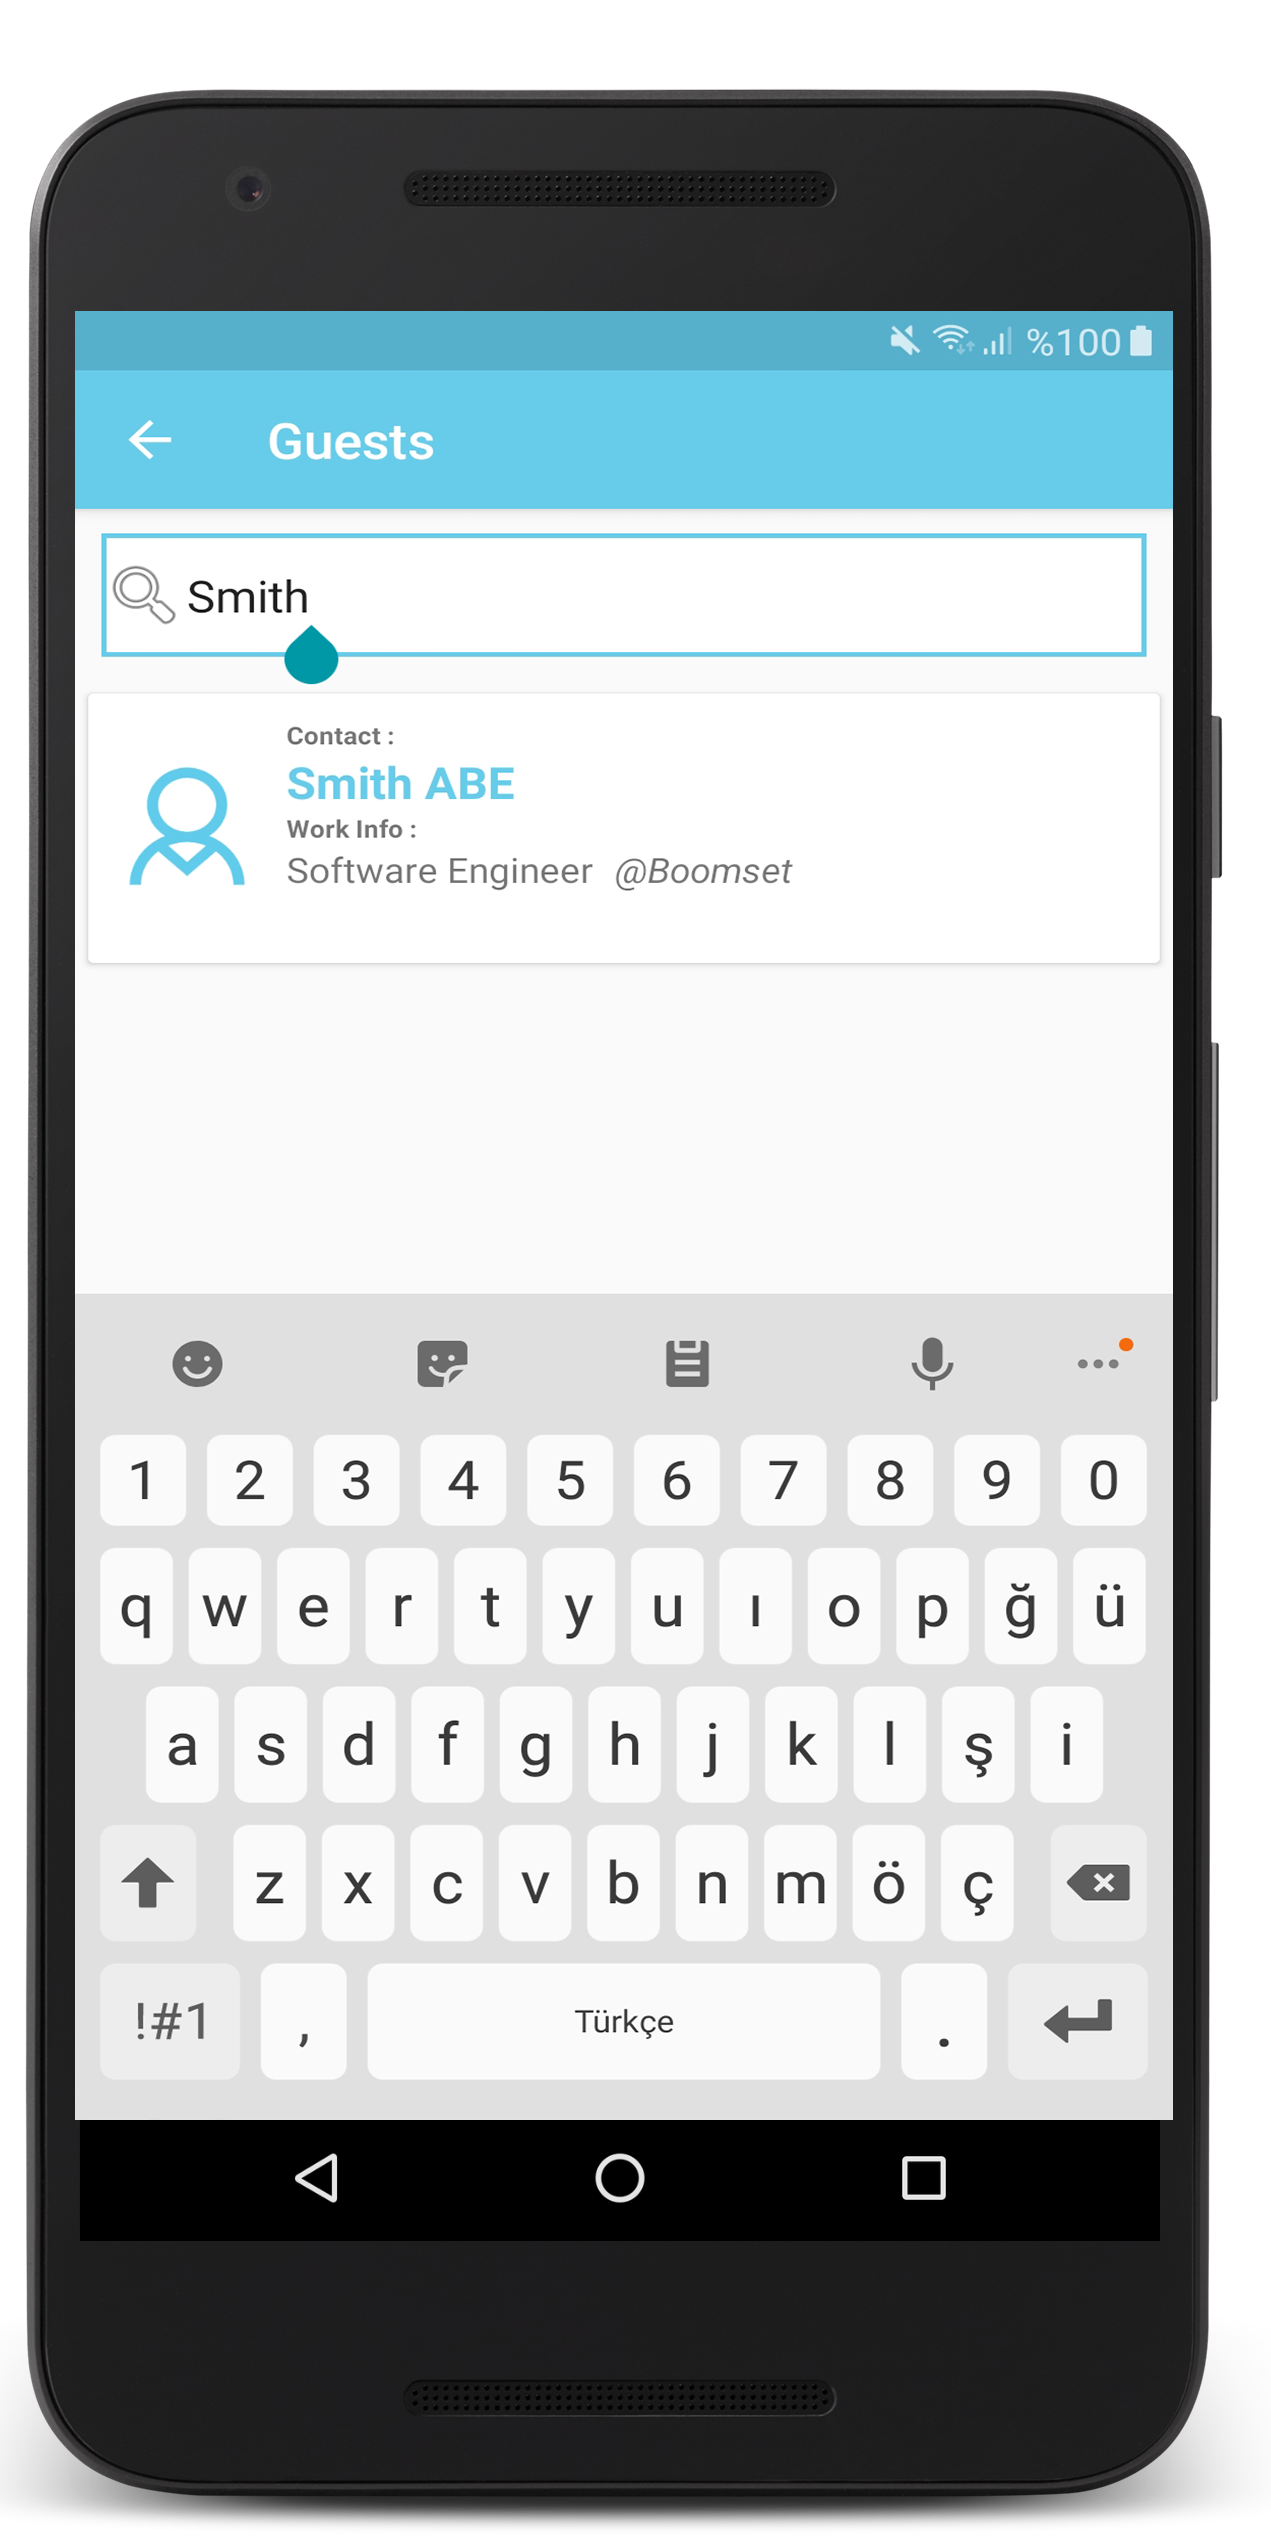 %100
Guests
Smith
Contact :
Smith ABE
Work Info :
Software Engineer @Boomset
1 2 3 4 5 6 7 8 9 0
q w e r t y u ı o p ğ ü
a s d f g h j k l ş i
z x c v b n m ö ç
!#1 , Türkçe .